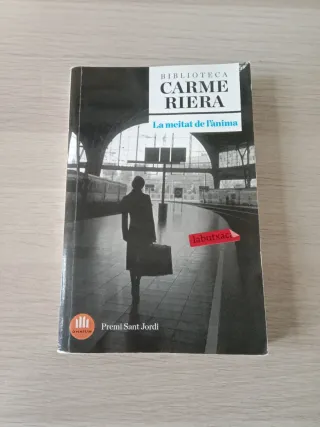 BIBLIOTECA
CARME
RIERA
La meitat de l'ànima
labutxaca
Premi Sant Jordi